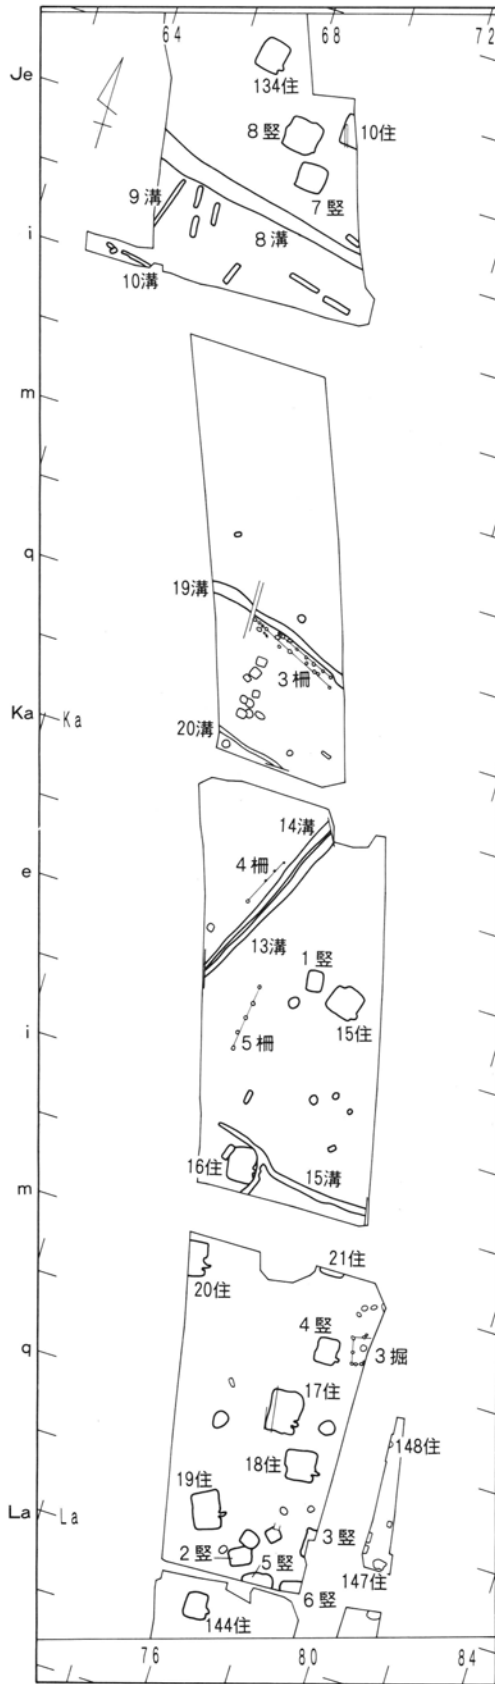 64 68 72
Je
134住
8竪
10住
7竪
9溝
8溝
i
10溝
m
q
19溝
3柵
Ka Ka
20溝
14溝
4柵
e
13溝
1竪
15住
i
5柵
16住
15溝
m
21住
20住
4竪
q
3掘
17住
148住
18住
19住
La La
3竪
2竪
5竪
147住
6竪
144住
76 80 84